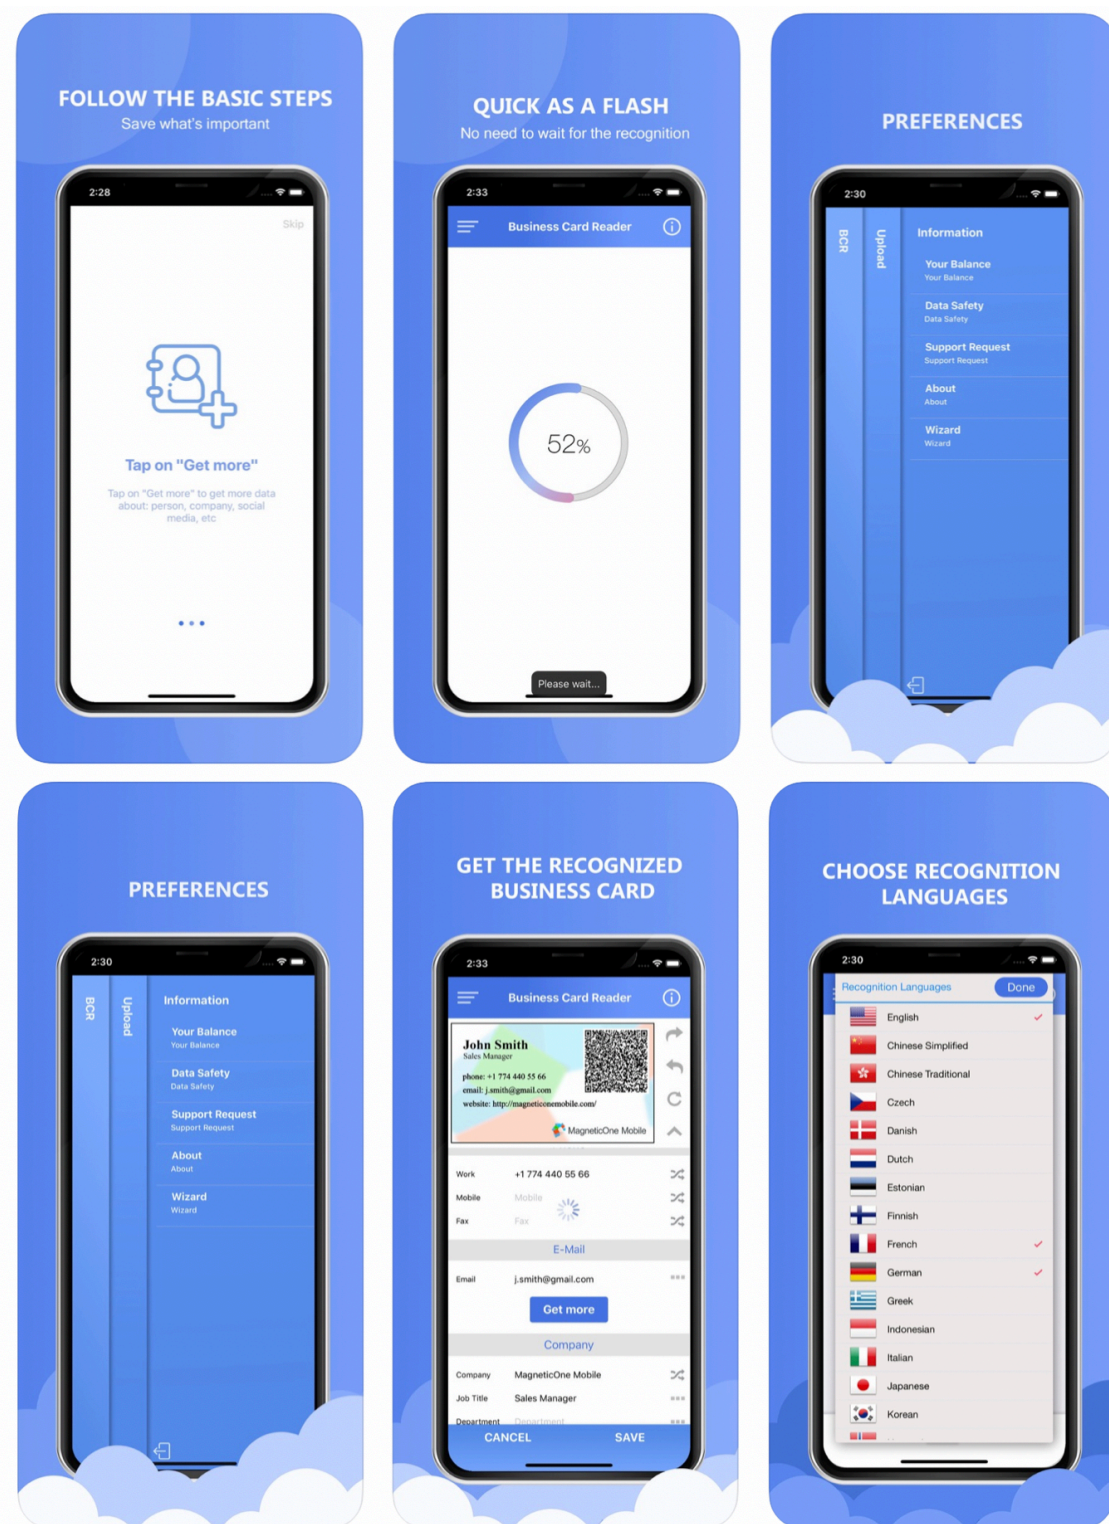 FOLLOW THE BASIC STEPS
Save what's important
2:28
Skip
Tap on "Get more"
Tap on "Get more" to get more data
about: person, company, social
media, etc
QUICK AS A FLASH
No need to wait for the recognition
2:33
Business Card Reader
52%
Please wait...
PREFERENCES
2:30
BCR
Upload
Information
Your Balance
Your Balance
Data Safety
Data Safety
Support Request
Support Request
About
About
Wizard
Wizard
PREFERENCES
2:30
BCR
Upload
Information
Your Balance
Your Balance
Data Safety
Data Safety
Support Request
Support Request
About
About
Wizard
Wizard
GET THE RECOGNIZED
BUSINESS CARD
2:33
Business Card Reader
John Smith
Sales Manager
phone: +1 774 440 55 66
email: j.smith@gmail.com
website: http://magneticonemobile.com/
MagneticOne Mobile
Work +1 774 440 55 66
Mobile Mobile
Fax Fax
E-Mail
Email j.smith@gmail.com
Get more
Company
Company MagneticOne Mobile
Job Title Sales Manager
Department Department
CANCEL SAVE
CHOOSE RECOGNITION
LANGUAGES
2:30
Recognition Languages Done
English
Chinese Simplified
Chinese Traditional
Czech
Danish
Dutch
Estonian
Finnish
French
German
Greek
Indonesian
Italian
Japanese
Korean